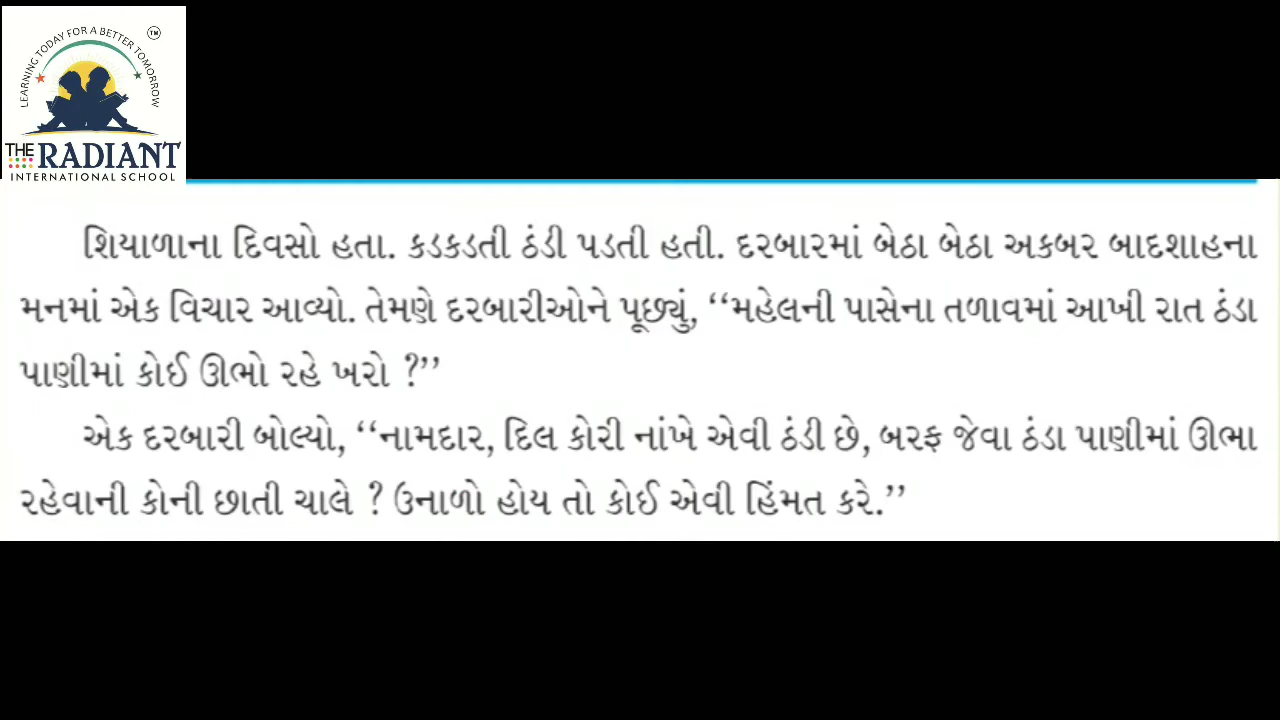 LEARNING TODAY FOR A BETTER TOMORROW
TM
THE RADIANT
INTERNATIONAL SCHOOL
શિયાળાના દિવસો હતા. કડકડતી ઠંડી પડતી હતી. દરબારમાં બેઠા બેઠા અકબર બાદશાહના
મનમાં એક વિચાર આવ્યો. તેમણે દરબારીઓને પૂછ્યું, ‘‘મહેલની પાસેના તળાવમાં આખી રાત ઠંડા
પાણીમાં કોઈ ઊભો રહે ખરો ?’’
એક દરબારી બોલ્યો, ‘‘નામદાર, દિલ કોરી નાંખે એવી ઠંડી છે, બરફ જેવા ઠંડા પાણીમાં ઊભા
રહેવાની કોની છાતી ચાલે ? ઉનાળો હોય તો કોઈ એવી હિંમત કરે.’’